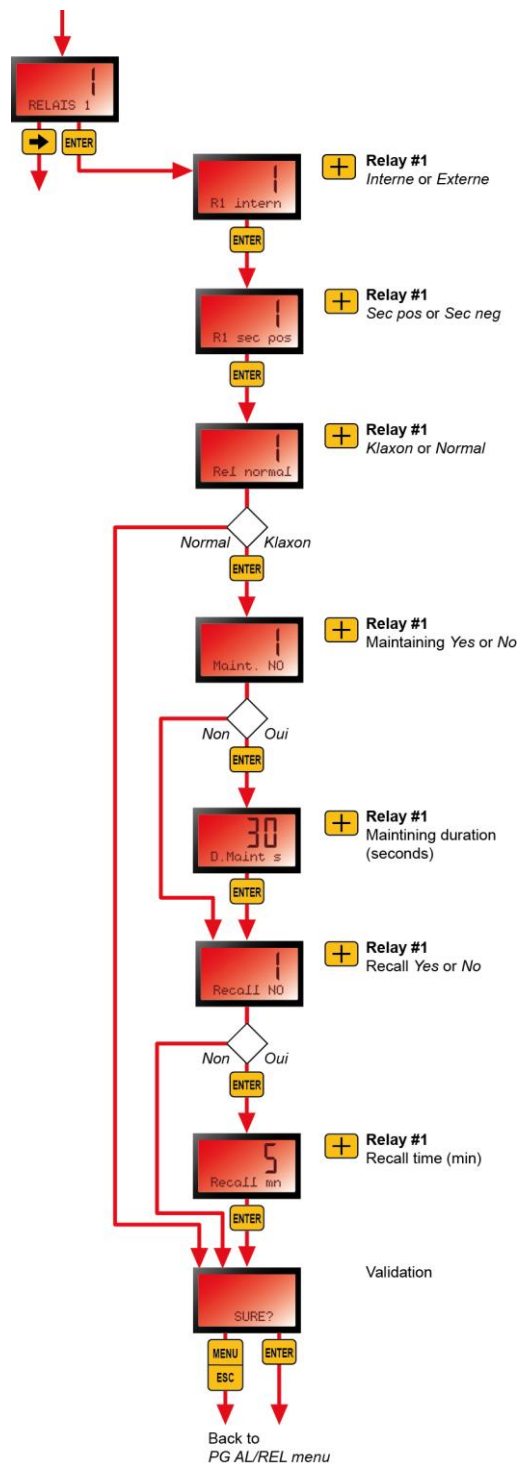 1
RELAIS 1
ENTER
1
R1 intern
Relay #1
Interne or Externe
ENTER
1
R1 sec pos
Relay #1
Sec pos or Sec neg
ENTER
1
Rel normal
Relay #1
Klaxon or Normal
Normal Klaxon
ENTER
1
Maint. NO
Relay #1
Maintaining Yes or No
Non Oui
ENTER
30
D.Maint s
Relay #1
Maintining duration
(seconds)
ENTER
1
Recall NO
Relay #1
Recall Yes or No
Non Oui
ENTER
5
Recall mn
Relay #1
Recall time (min)
ENTER
SURE?
Validation
MENU
ESC
ENTER
Back to
PG AL/REL menu